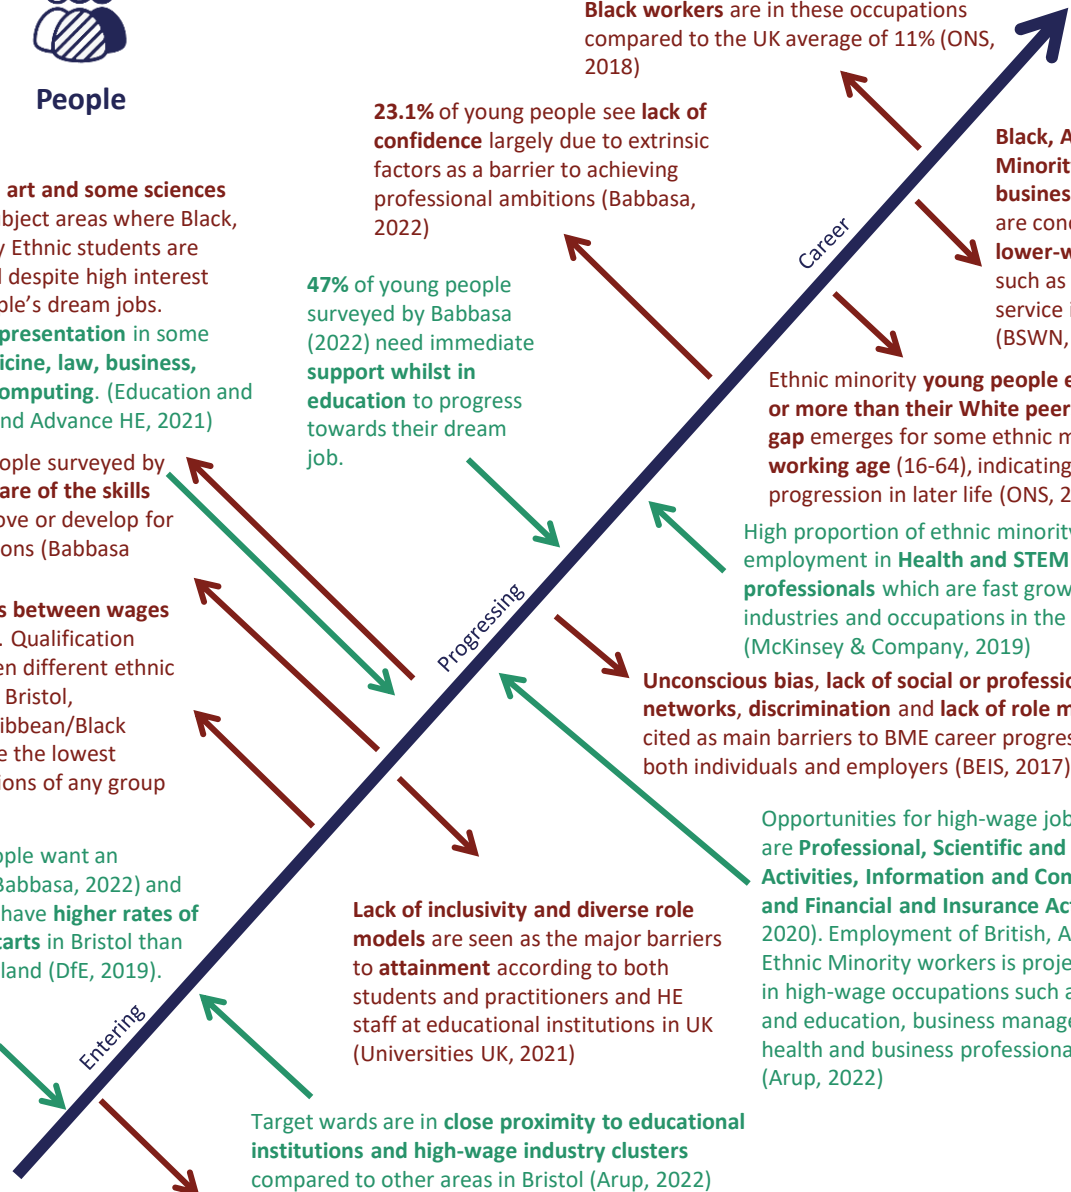 Black workers are in these occupations
compared to the UK average of 11% (ONS,
2018)
People
23.1% of young people see lack of
confidence largely due to extrinsic
factors as a barrier to achieving
professional ambitions (Babbasa,
2022)
Black, A
Minorit
busines
are conc
lower-w
such as
service i
(BSWN,
art and some sciences
bject areas where Black,
y Ethnic students are
d despite high interest
ple's dream jobs.
presentation in some
icine, law, business,
omputing. (Education and
nd Advance HE, 2021)
Career
47% of young people
surveyed by Babbasa
(2022) need immediate
support whilst in
education to progress
towards their dream
job.
Ethnic minority young people e
or more than their White peer
gap emerges for some ethnic m
working age (16-64), indicating
progression in later life (ONS, 2
ople surveyed by
are of the skills
ove or develop for
ons (Babbasa
High proportion of ethnic minority
employment in Health and STEM
professionals which are fast grow
industries and occupations in the
(McKinsey & Company, 2019)
Progressing
s between wages
. Qualification
en different ethnic
Bristol,
ibbean/Black
e the lowest
ions of any group
Unconscious bias, lack of social or professio
networks, discrimination and lack of role m
cited as main barriers to BME career progres
both individuals and employers (BEIS, 2017)
Opportunities for high-wage job
are Professional, Scientific and
Activities, Information and Con
and Financial and Insurance Act
2020). Employment of British, A
Ethnic Minority workers is proje
in high-wage occupations such a
and education, business manage
health and business professiona
(Arup, 2022)
ople want an
Babbasa, 2022) and
have higher rates of
tarts in Bristol than
land (DfE, 2019).
Lack of inclusivity and diverse role
models are seen as the major barriers
to attainment according to both
students and practitioners and HE
staff at educational institutions in UK
(Universities UK, 2021)
Entering
Target wards are in close proximity to educational
institutions and high-wage industry clusters
compared to other areas in Bristol (Arup, 2022)